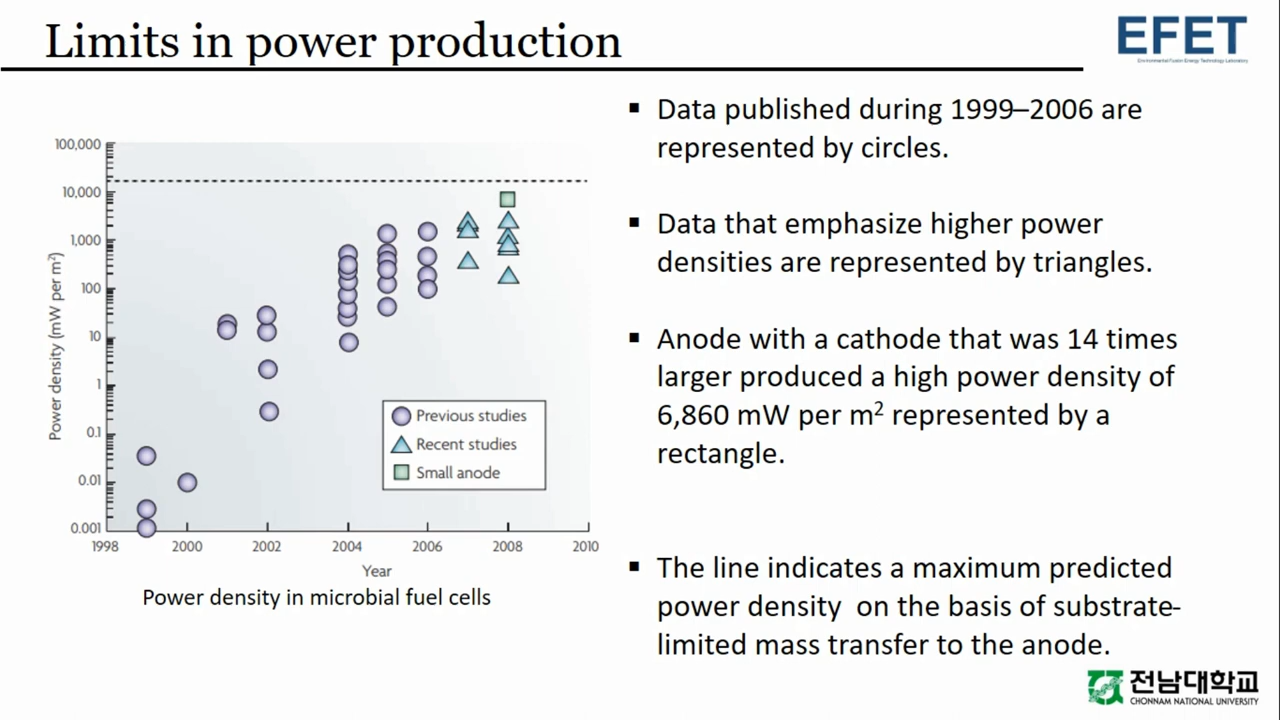 Limits in power production
EFET
Environmental Fusion Energy Technology Laboratory
100,000
10,000
1,000
100
10
1
0.1
0.01
0.001
Power density (mW per m²)
1998
2000
2002
2004
2006
2008
2010
Year
Previous studies
Recent studies
Small anode
Power density in microbial fuel cells
▪ Data published during 1999–2006 are
represented by circles.
▪ Data that emphasize higher power
densities are represented by triangles.
▪ Anode with a cathode that was 14 times
larger produced a high power density of
6,860 mW per m² represented by a
rectangle.
▪ The line indicates a maximum predicted
power density on the basis of substrate-
limited mass transfer to the anode.
전남대학교
CHONNAM NATIONAL UNIVERSITY